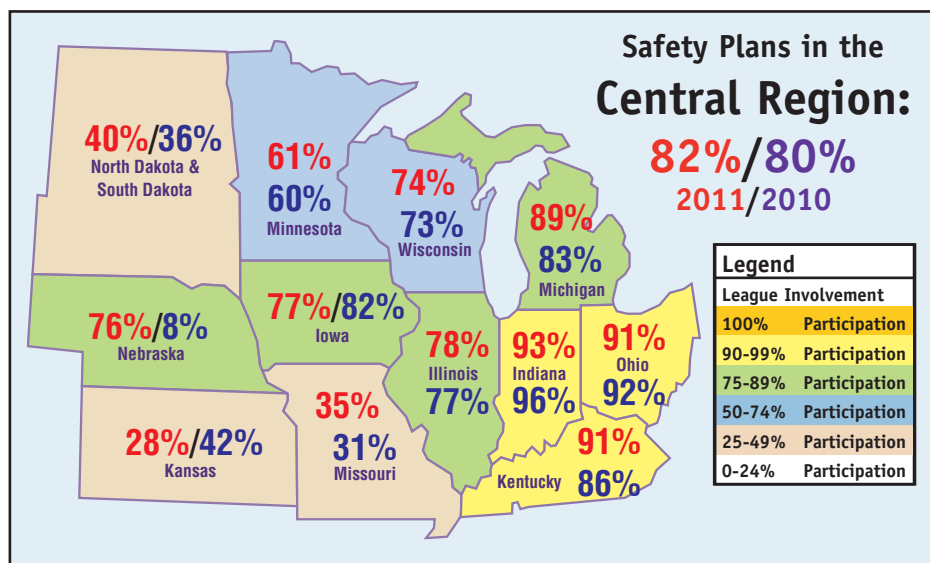 Safety Plans in the
Central Region:
82%/80%
2011/2010
40%/36%
North Dakota &
South Dakota
61%
60%
Minnesota
74%
73%
Wisconsin
89%
83%
Michigan
76%/8%
Nebraska
77%/82%
Iowa
78%
Illinois
77%
93%
Indiana
96%
91%
Ohio
92%
28%/42%
Kansas
35%
31%
Missouri
91%
Kentucky 86%
Legend
League Involvement
100% Participation
90-99% Participation
75-89% Participation
50-74% Participation
25-49% Participation
0-24% Participation